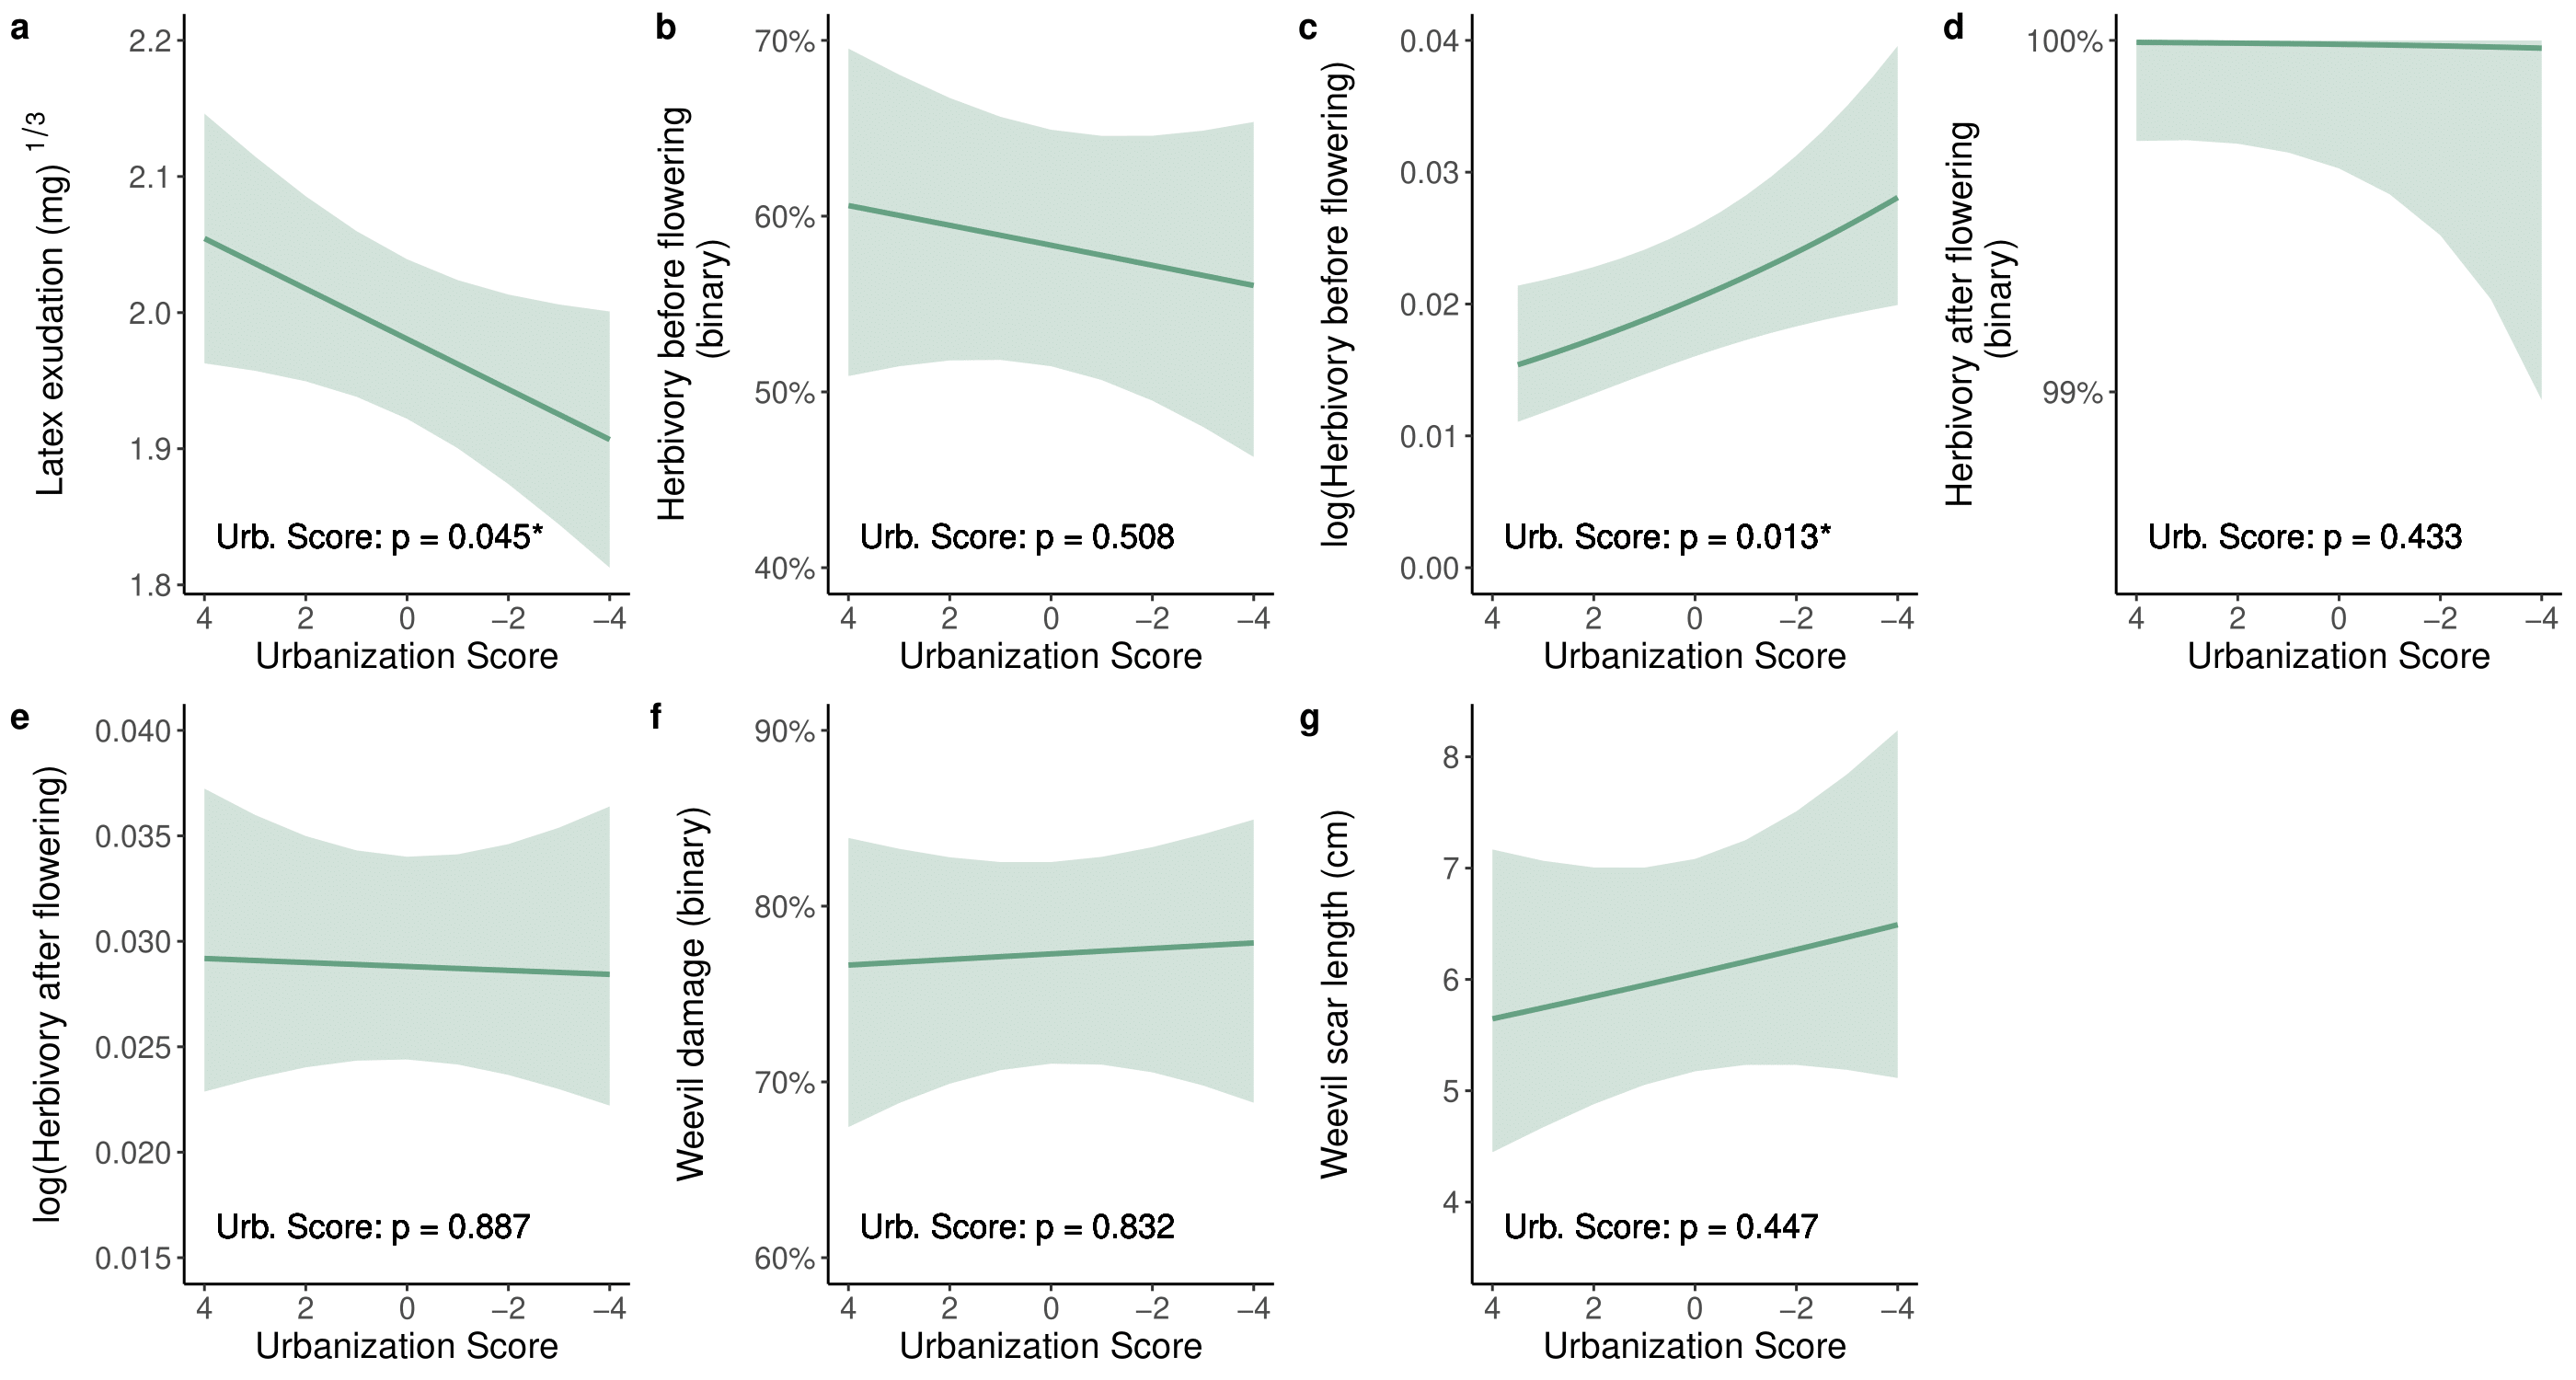 a
Latex exudation (mg) 1/3
2.2
2.1
2.0
1.9
1.8
Urb. Score: p = 0.045*
4 2 0 −2 −4
Urbanization Score
b
Herbivory before flowering
(binary)
70%
60%
50%
40%
Urb. Score: p = 0.508
4 2 0 −2 −4
Urbanization Score
c
log(Herbivory before flowering)
0.04
0.03
0.02
0.01
0.00
Urb. Score: p = 0.013*
4 2 0 −2 −4
Urbanization Score
d
Herbivory after flowering
(binary)
100%
99%
Urb. Score: p = 0.433
4 2 0 −2 −4
Urbanization Score
e
log(Herbivory after flowering)
0.040
0.035
0.030
0.025
0.020
0.015
Urb. Score: p = 0.887
4 2 0 −2 −4
Urbanization Score
f
Weevil damage (binary)
90%
80%
70%
60%
Urb. Score: p = 0.832
4 2 0 −2 −4
Urbanization Score
g
Weevil scar length (cm)
8
7
6
5
4
Urb. Score: p = 0.447
4 2 0 −2 −4
Urbanization Score